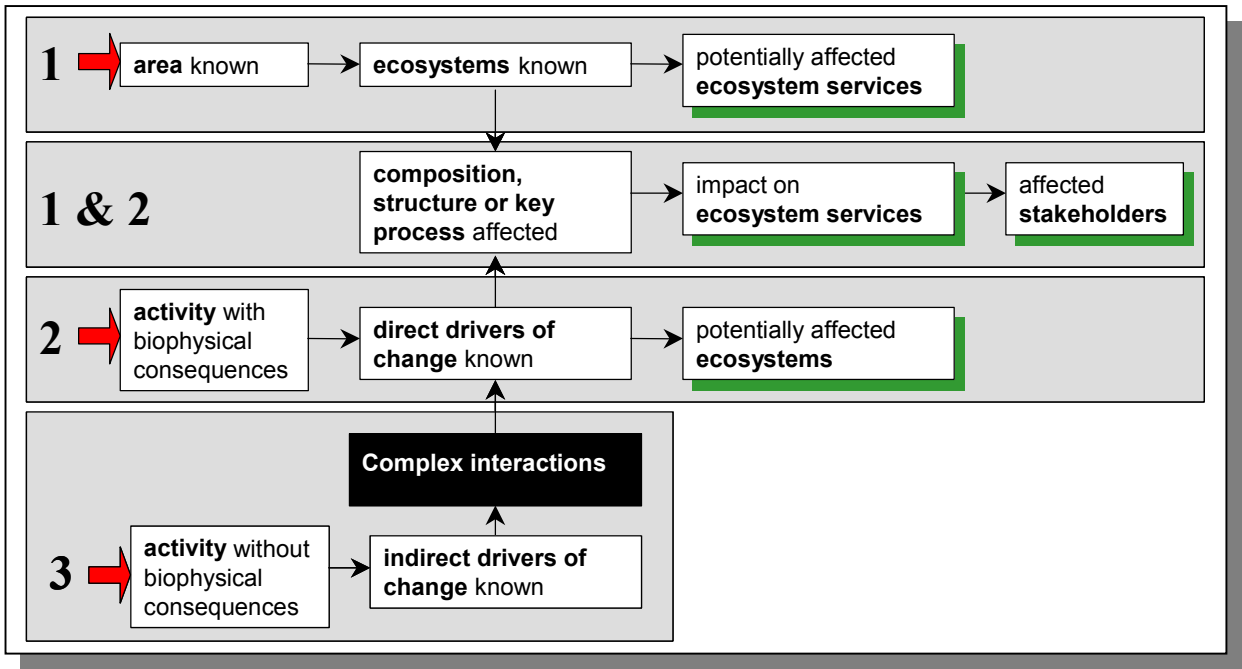 1
area known
ecosystems known
potentially affected
ecosystem services
1 & 2
composition,
structure or key
process affected
impact on
ecosystem services
affected
stakeholders
2
activity with
biophysical
consequences
direct drivers of
change known
potentially affected
ecosystems
Complex interactions
3
activity without
biophysical
consequences
indirect drivers of
change known